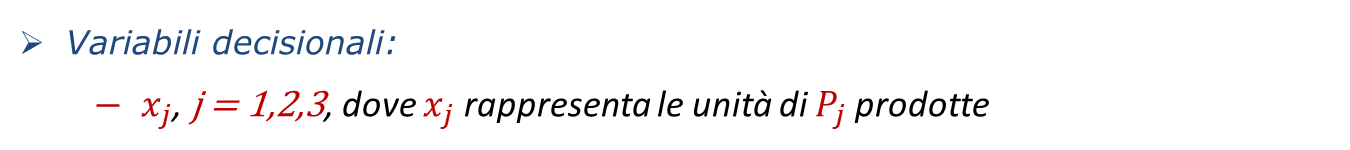 ➢ Variabili decisionali:
– xⱼ, j = 1,2,3, dove xⱼ rappresenta le unità di Pⱼ prodotte